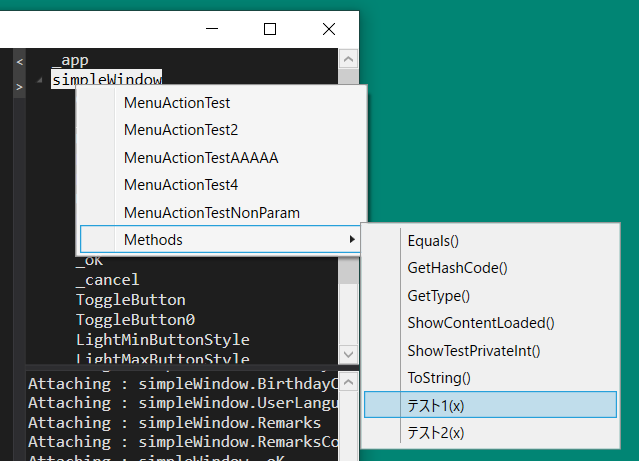 <
>
_app
simpleWindow
MenuActionTest
MenuActionTest2
MenuActionTestAAAAA
MenuActionTest4
MenuActionTestNonParam
Methods
Equals()
GetHashCode()
GetType()
ShowContentLoaded()
ShowTestPrivateInt()
ToString()
テスト1(x)
テスト2(x)
_ok
_cancel
ToggleButton
ToggleButton0
LightMinButtonStyle
LightMaxButtonStyle
Attaching : simpleWindow.BirthdayC
Attaching : simpleWindow.UserLangu
Attaching : simpleWindow.Remarks
Attaching : simpleWindow.RemarksCo
Attaching : simpleWindow._oK